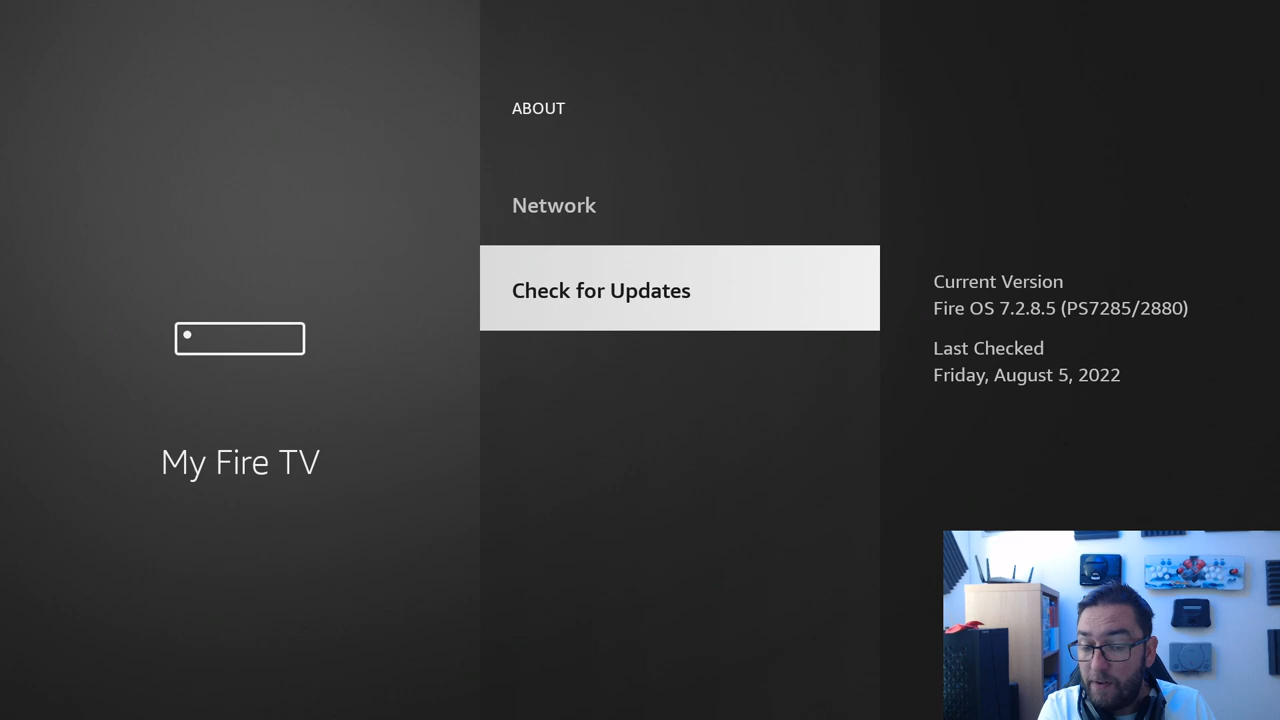 ABOUT
Network
Check for Updates
My Fire TV
Current Version
Fire OS 7.2.8.5 (PS7285/2880)
Last Checked
Friday, August 5, 2022